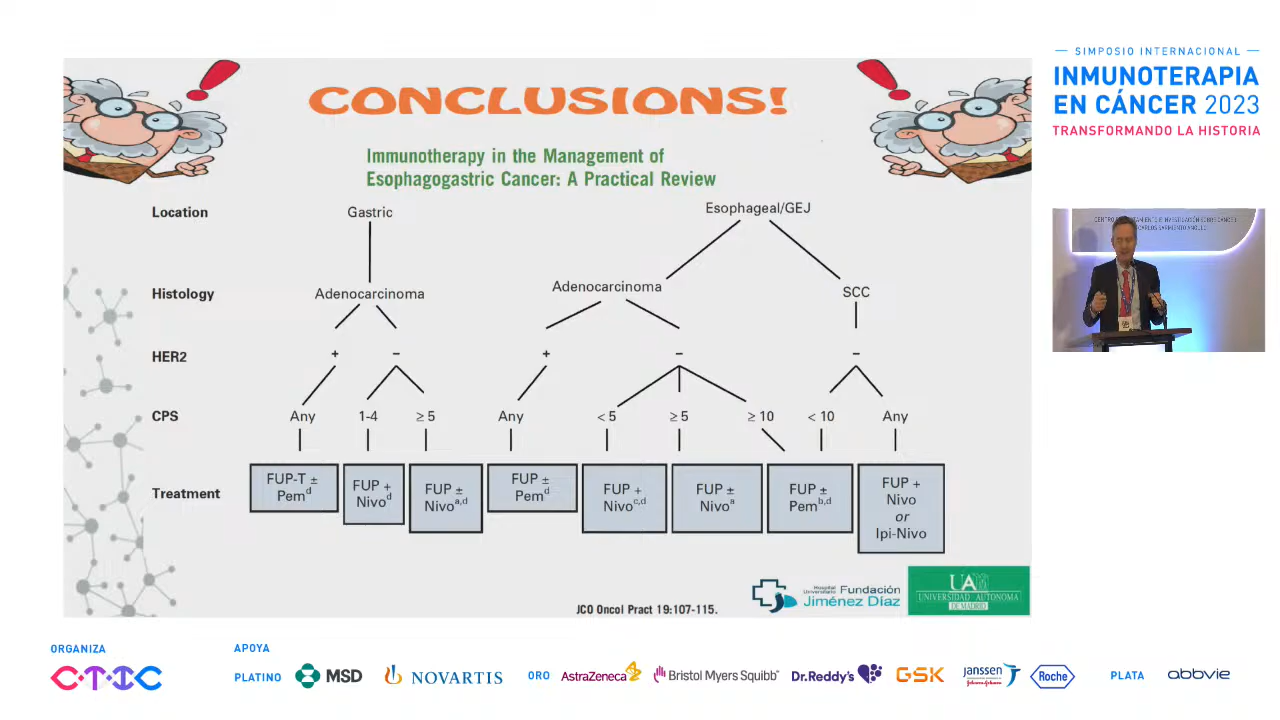 CONCLUSIONS!
Immunotherapy in the Management of
Esophagogastric Cancer: A Practical Review
Location Gastric Esophageal/GEJ
Histology Adenocarcinoma Adenocarcinoma SCC
HER2 + − + − −
CPS Any 1-4 ≥ 5 Any < 5 ≥ 5 ≥ 10 < 10 Any
Treatment
FUP-T ±
Pem^d
FUP +
Nivo^d
FUP ±
Nivo^a,d
FUP ±
Pem^d
FUP +
Nivo^c,d
FUP ±
Nivo^a
FUP ±
Pem^b,d
FUP +
Nivo
or
Ipi-Nivo
JCO Oncol Pract 19:107-115.
Hospital
Universitario
Fundación
Jiménez Díaz
UAM
UNIVERSIDAD AUTONOMA
DE MADRID
SIMPOSIO INTERNACIONAL
INMUNOTERAPIA
EN CÁNCER 2023
TRANSFORMANDO LA HISTORIA
ORGANIZA
CTIC
APOYA
PLATINO
MSD
NOVARTIS
ORO
AstraZeneca
Bristol Myers Squibb
Dr.Reddy's
GSK
Janssen
Johnson&Johnson
Roche
PLATA
abbvie